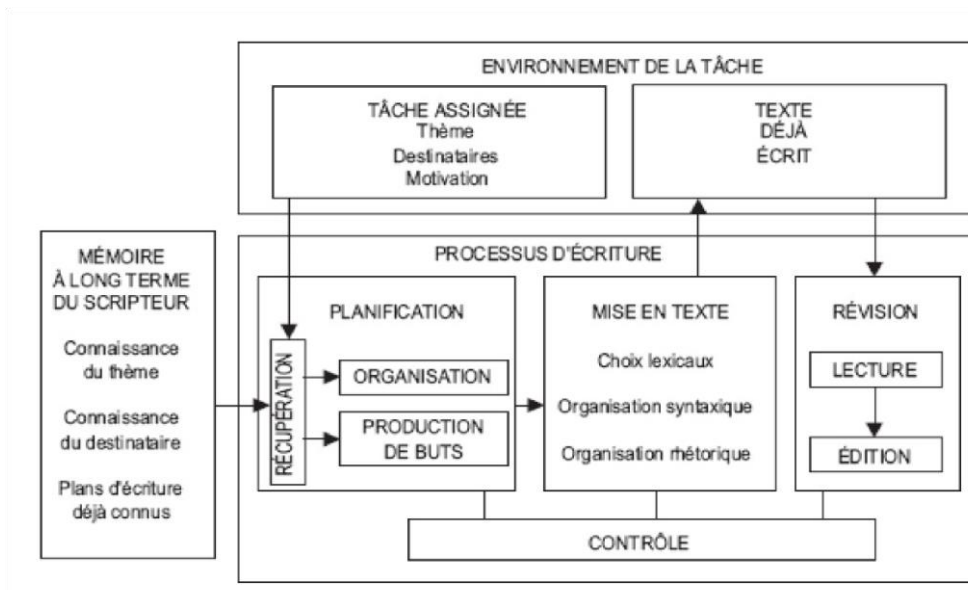 ENVIRONNEMENT DE LA TÂCHE
TÂCHE ASSIGNÉE
Thème
Destinataires
Motivation
TEXTE
DÉJÀ
ÉCRIT
MÉMOIRE
À LONG TERME
DU SCRIPTEUR
Connaissance
du thème
Connaissance
du destinataire
Plans d'écriture
déjà connus
PROCESSUS D'ÉCRITURE
PLANIFICATION
RÉCUPÉRATION
ORGANISATION
PRODUCTION
DE BUTS
MISE EN TEXTE
Choix lexicaux
Organisation syntaxique
Organisation rhétorique
RÉVISION
LECTURE
ÉDITION
CONTRÔLE